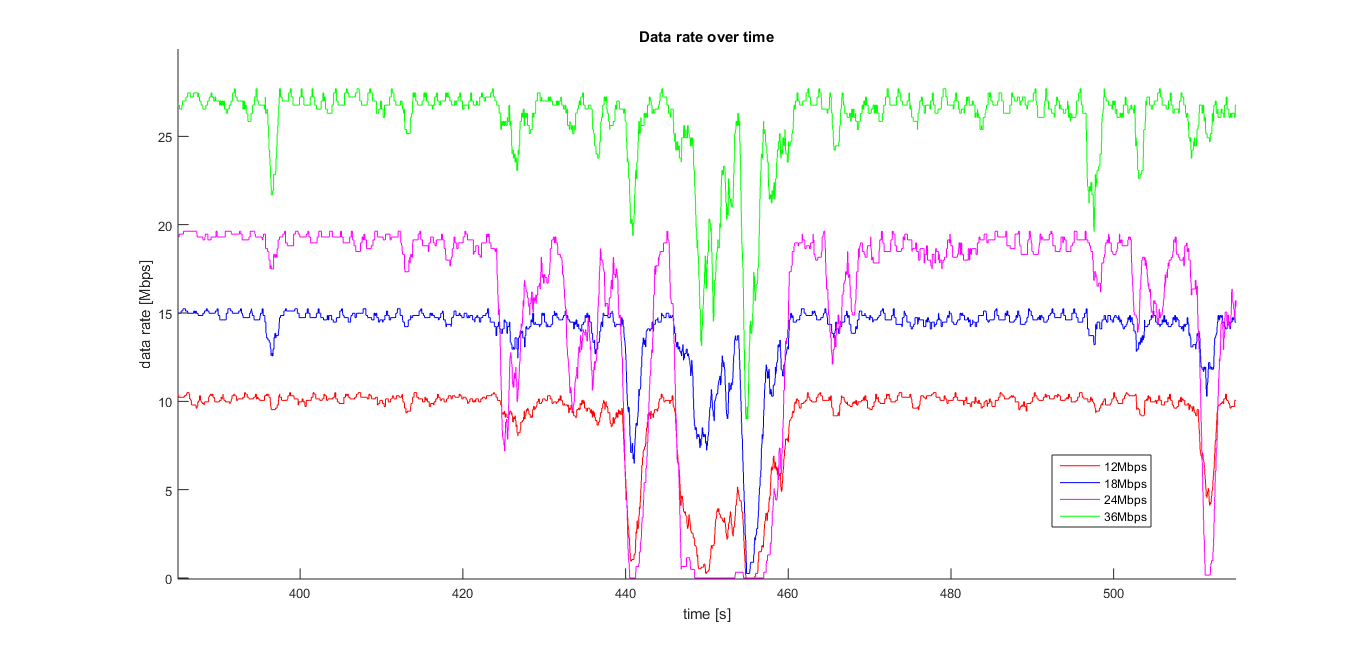 Data rate over time
data rate [Mbps]
25
20
15
10
5
0
400 420 440 460 480 500
time [s]
12Mbps
18Mbps
24Mbps
36Mbps